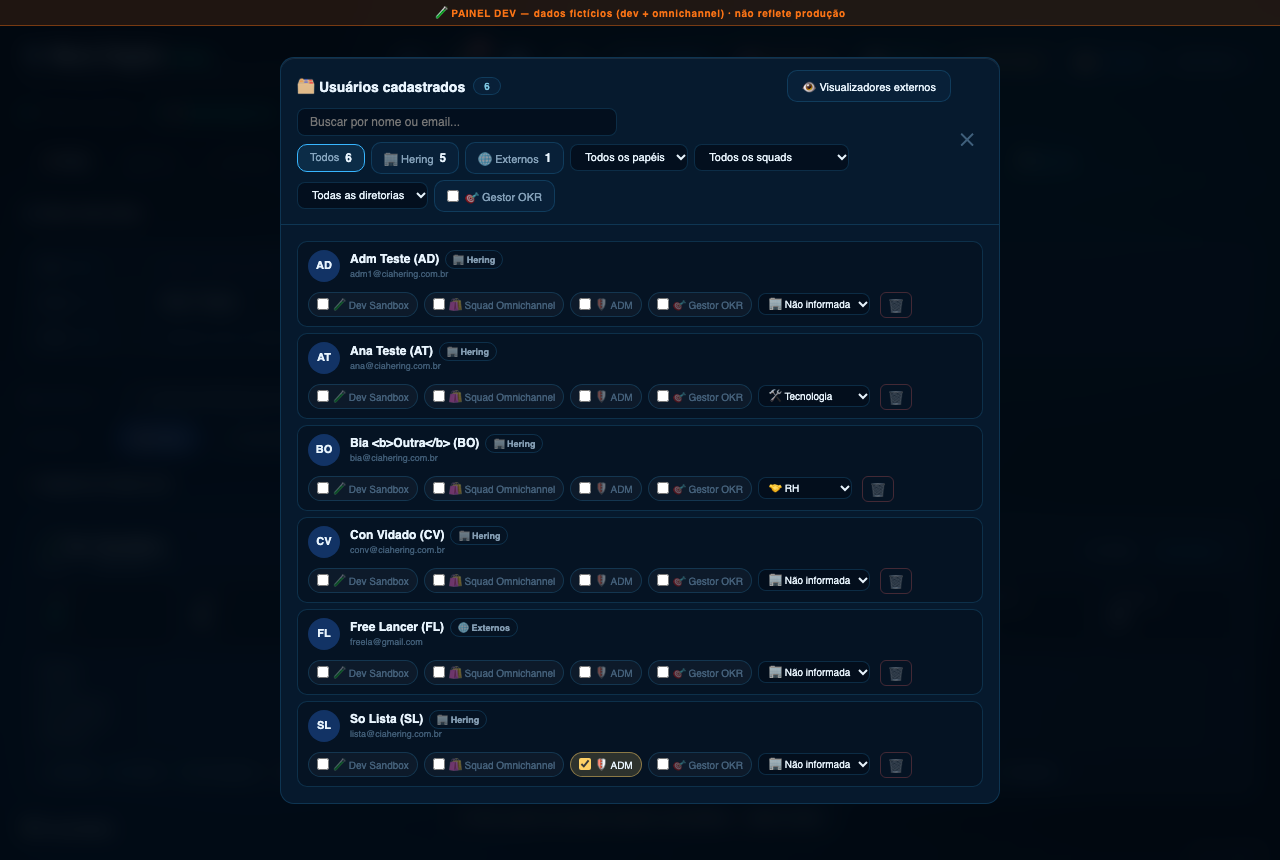 PAINEL DEV — dados fictícios (dev + omnichannel) · não reflete produção
Usuários cadastrados 6
Visualizadores externos
Buscar por nome ou email...
Todos 6 Hering 5 Externos 1 Todos os papéis Todos os squads
Todas as diretorias Gestor OKR
AD Adm Teste (AD) Hering
adm1@ciahering.com.br
Dev Sandbox Squad Omnichannel ADM Gestor OKR Não informada
AT Ana Teste (AT) Hering
ana@ciahering.com.br
Dev Sandbox Squad Omnichannel ADM Gestor OKR Tecnologia
BO Bia <b>Outra</b> (BO) Hering
bia@ciahering.com.br
Dev Sandbox Squad Omnichannel ADM Gestor OKR RH
CV Con Vidado (CV) Hering
conv@ciahering.com.br
Dev Sandbox Squad Omnichannel ADM Gestor OKR Não informada
FL Free Lancer (FL) Externos
freela@gmail.com
Dev Sandbox Squad Omnichannel ADM Gestor OKR Não informada
SL So Lista (SL) Hering
lista@ciahering.com.br
Dev Sandbox Squad Omnichannel ADM Gestor OKR Não informada